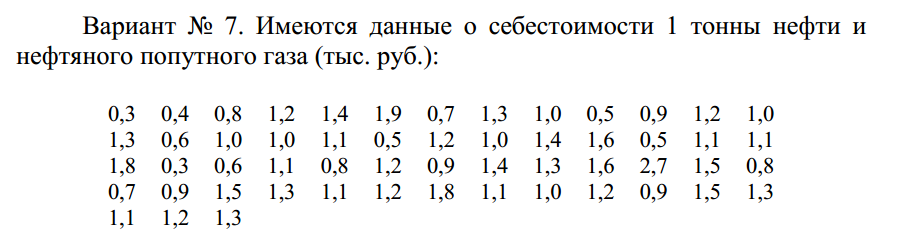 Вариант № 7. Имеются данные о себестоимости 1 тонны нефти и
нефтяного попутного газа (тыс. руб.):
0,3 0,4 0,8 1,2 1,4 1,9 0,7 1,3 1,0 0,5 0,9 1,2 1,0
1,3 0,6 1,0 1,0 1,1 0,5 1,2 1,0 1,4 1,6 0,5 1,1 1,1
1,8 0,3 0,6 1,1 0,8 1,2 0,9 1,4 1,3 1,6 2,7 1,5 0,8
0,7 0,9 1,5 1,3 1,1 1,2 1,8 1,1 1,0 1,2 0,9 1,5 1,3
1,1 1,2 1,3